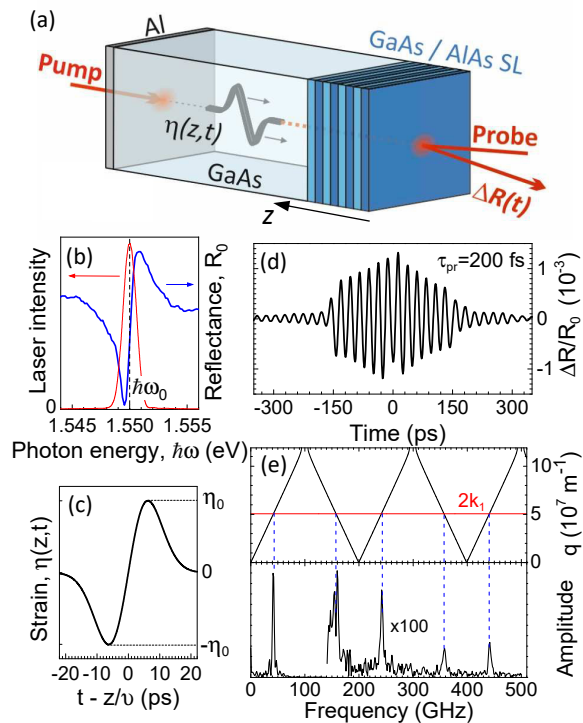 (a)
Al
GaAs / AlAs SL
Pump
η(z,t)
Probe
GaAs
ΔR(t)
z
(b)
Laser intensity
Reflectance, R₀
ħω₀
0
1.545 1.550 1.555
Photon energy, ħω (eV)
(d)
τpr=200 fs
ΔR/R₀ (10⁻³)
1
0
-1
-300 -150 0 150 300
Time (ps)
(c)
Strain, η(z,t)
η₀
0
-η₀
-20 -10 0 10 20
t - z/υ (ps)
(e)
2k₁
q (10⁷ m⁻¹)
10
5
0
x100
Amplitude
0 100 200 300 400 500
Frequency (GHz)